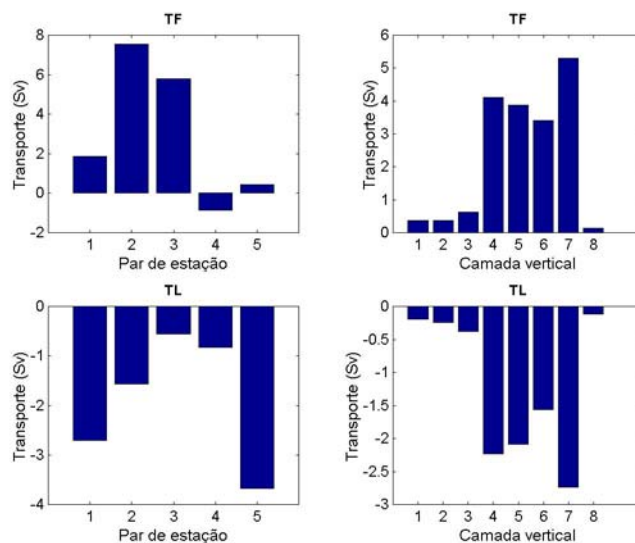 TF
8
6
4
2
0
-2
Transporte (Sv)
1 2 3 4 5
Par de estação
TF
6
5
4
3
2
1
0
Transporte (Sv)
1 2 3 4 5 6 7 8
Camada vertical
TL
0
-1
-2
-3
-4
Transporte (Sv)
1 2 3 4 5
Par de estação
TL
0
-0.5
-1
-1.5
-2
-2.5
-3
Transporte (Sv)
1 2 3 4 5 6 7 8
Camada vertical